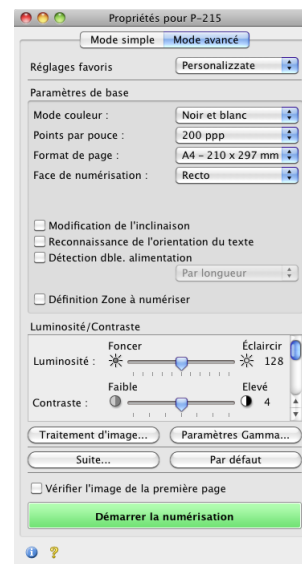 Propriétés pour P-215
Mode simple Mode avancé
Réglages favoris Personalizzate
Paramètres de base
Mode couleur : Noir et blanc
Points par pouce : 200 ppp
Format de page : A4 - 210 x 297 mm
Face de numérisation : Recto
Modification de l'inclinaison
Reconnaissance de l'orientation du texte
Détection dble. alimentation
Par longueur
Définition Zone à numériser
Luminosité/Contraste
Foncer Éclaircir
Luminosité : 128
Faible Elevé
Contraste : 4
Traitement d'image... Paramètres Gamma...
Suite... Par défaut
Vérifier l'image de la première page
Démarrer la numérisation